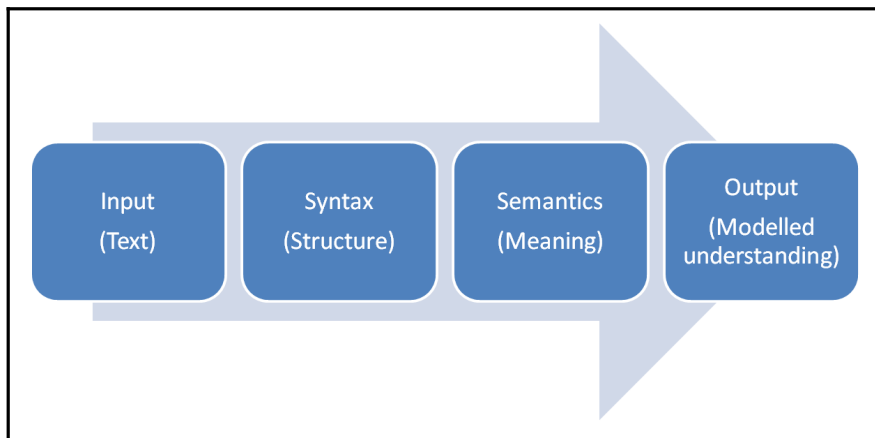 Input
(Text)
Syntax
(Structure)
Semantics
(Meaning)
Output
(Modelled
understanding)